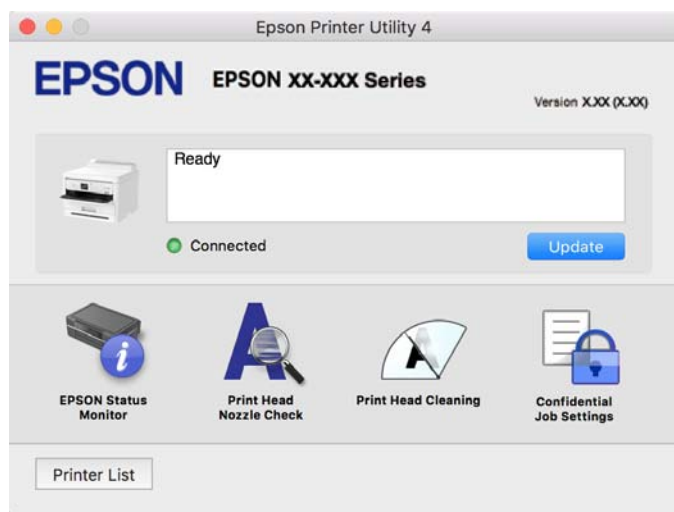 Epson Printer Utility 4
EPSON
EPSON XX-XXX Series
Version X.XX (X.XX)
Ready
Connected
Update
EPSON Status
Monitor
Print Head
Nozzle Check
Print Head Cleaning
Confidential
Job Settings
Printer List